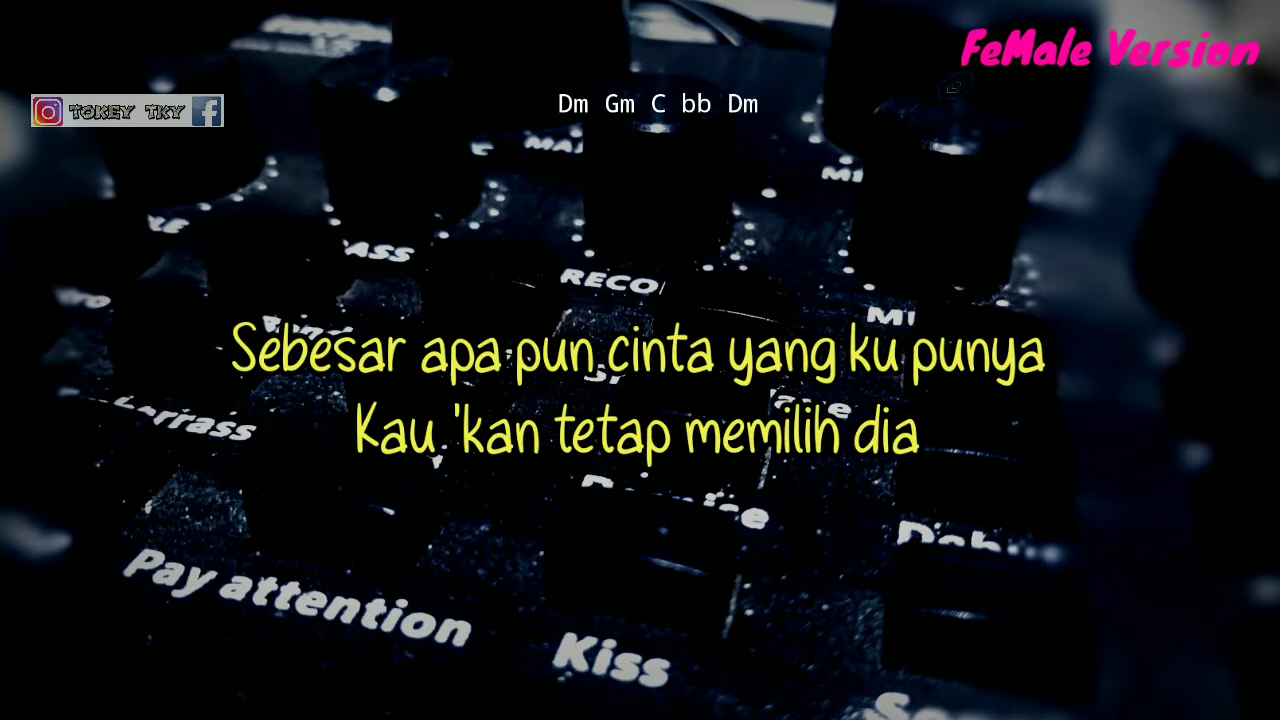 FeMale Version
TOKEY TKY
Dm Gm C bb Dm
RECO
Sebesar apa pun cinta yang ku punya
Kau 'kan tetap memilih dia
Pay attention
Kiss